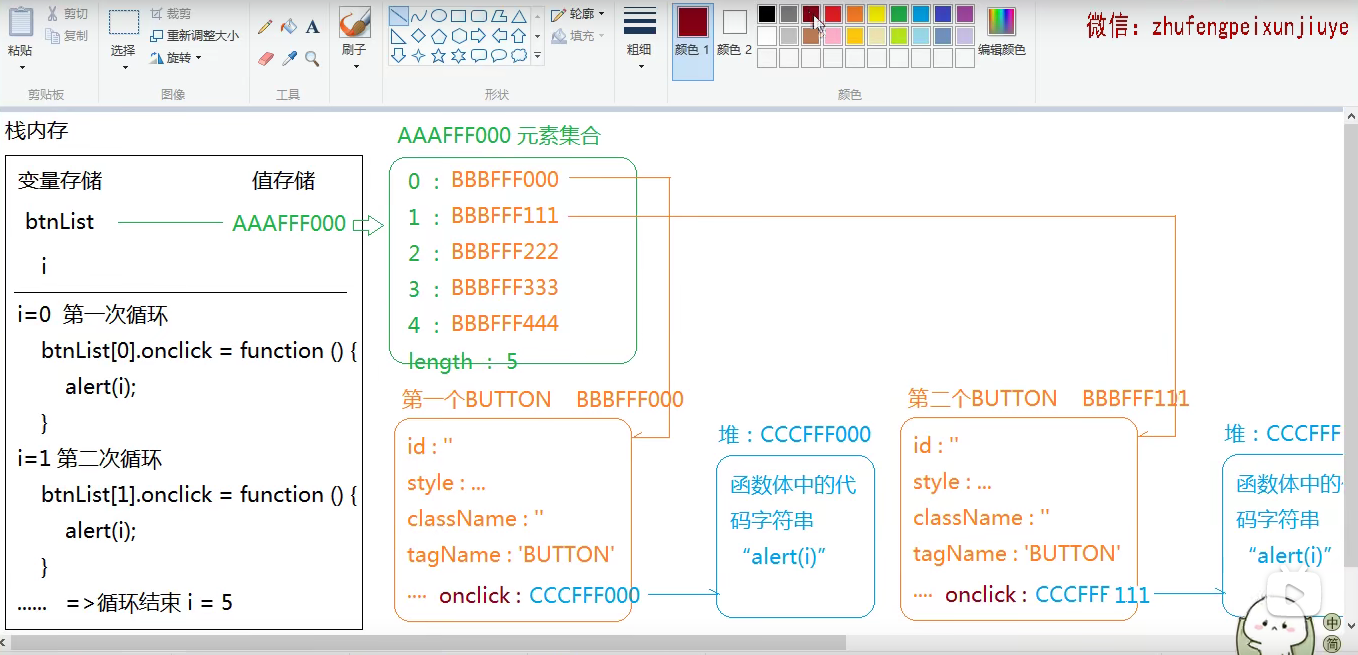 剪切
复制
粘贴
剪贴板
裁剪
重新调整大小
旋转
选择
图像
A
工具
刷子
轮廓
填充
形状
粗细
颜色 1
颜色 2
编辑颜色
颜色
微信：zhufengpeixunjiuye
栈内存
变量存储 值存储
btnList AAAFFF000
i
i=0 第一次循环
btnList[0].onclick = function () {
alert(i);
}
i=1 第二次循环
btnList[1].onclick = function () {
alert(i);
}
...... =>循环结束 i = 5
AAAFFF000 元素集合
0 : BBBFFF000
1 : BBBFFF111
2 : BBBFFF222
3 : BBBFFF333
4 : BBBFFF444
length : 5
第一个BUTTON BBBFFF000
id : ''
style : ...
className : ''
tagName : 'BUTTON'
.... onclick : CCCFFF000
堆：CCCFFF000
函数体中的代
码字符串
“alert(i)”
第二个BUTTON BBBFFF111
id : ''
style : ...
className : ''
tagName : 'BUTTON'
.... onclick : CCCFFF 111
堆：CCCFFF
函数体中的
码字符串
“alert(i)”
中
简